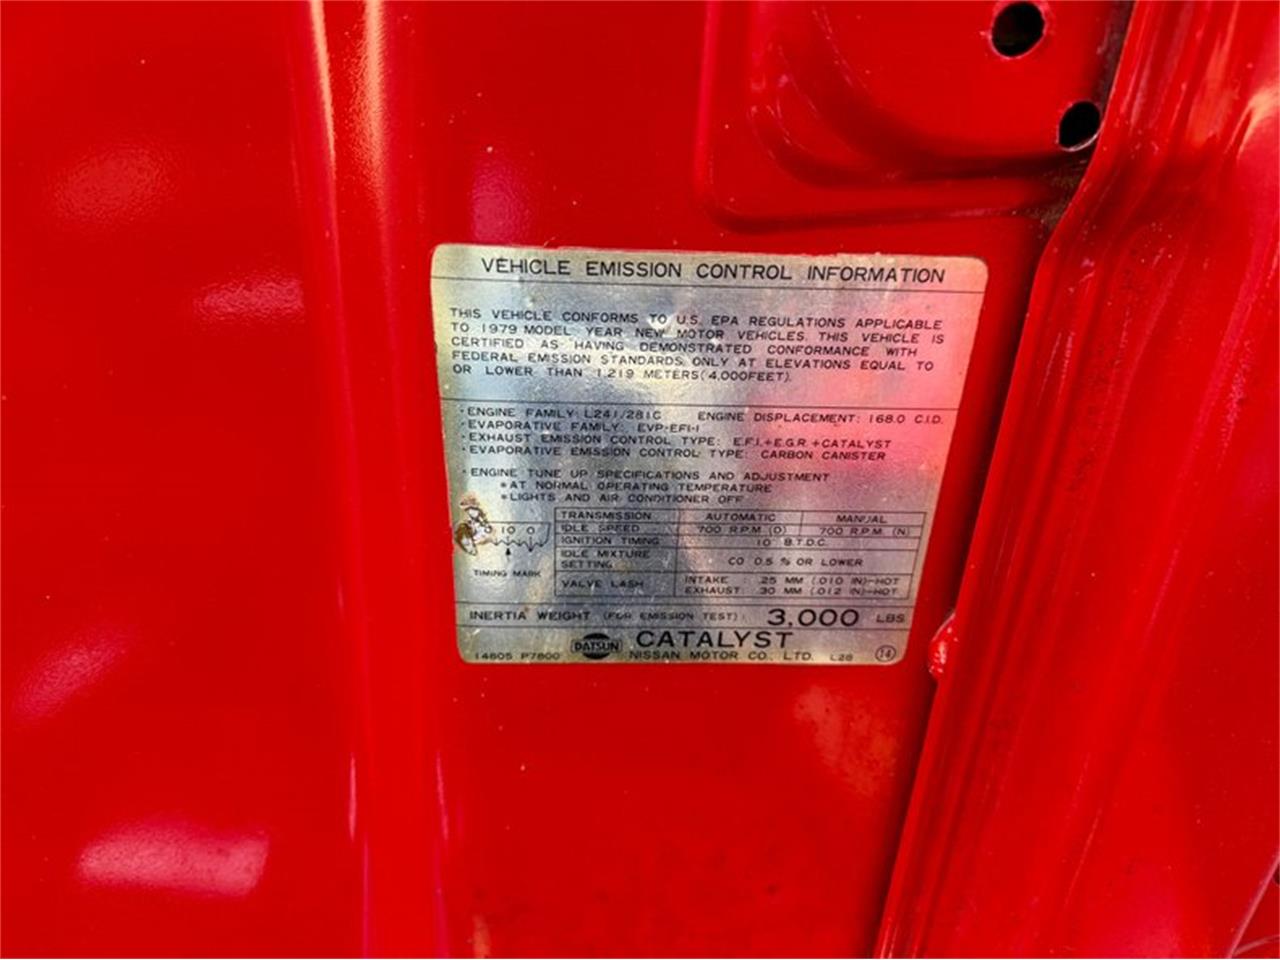 VEHICLE EMISSION CONTROL INFORMATION
THIS VEHICLE CONFORMS TO U.S. EPA REGULATIONS APPLICABLE
TO 1979 MODEL YEAR NEW MOTOR VEHICLES. THIS VEHICLE IS
CERTIFIED AS HAVING DEMONSTRATED CONFORMANCE WITH
FEDERAL EMISSION STANDARDS ONLY AT ELEVATIONS EQUAL TO
OR LOWER THAN 1,219 METERS (4,000FEET).
·ENGINE FAMILY: L241/281C ENGINE DISPLACEMENT: 168.0 C.I.D.
·EVAPORATIVE FAMILY: EVP-EFI-1
·EXHAUST EMISSION CONTROL TYPE: E.F.I.+E.G.R.+CATALYST
·EVAPORATIVE EMISSION CONTROL TYPE: CARBON CANISTER
·ENGINE TUNE UP SPECIFICATIONS AND ADJUSTMENT
*AT NORMAL OPERATING TEMPERATURE
*LIGHTS AND AIR CONDITIONER OFF
TRANSMISSION AUTOMATIC MANUAL
IDLE SPEED 700 R.P.M. (D) 700 R.P.M. (N)
IGNITION TIMING 10° B.T.D.C.
IDLE MIXTURE
SETTING CO 0.5 % OR LOWER
VALVE LASH INTAKE : .25 MM (.010 IN)-HOT
EXHAUST: .30 MM (.012 IN)-HOT
10 0
TIMING MARK
INERTIA WEIGHT (FOR EMISSION TEST): 3,000 LBS
DATSUN CATALYST
14805 P7800 NISSAN MOTOR CO., LTD. L28 14